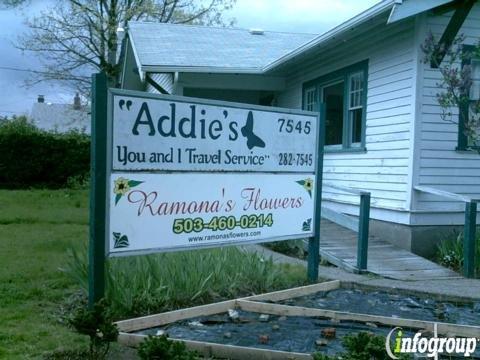 "Addie's 7545
You and I Travel Service" 282-7545
Ramona's Flowers
503-460-0214
www.ramonasflowers.com
infogroup